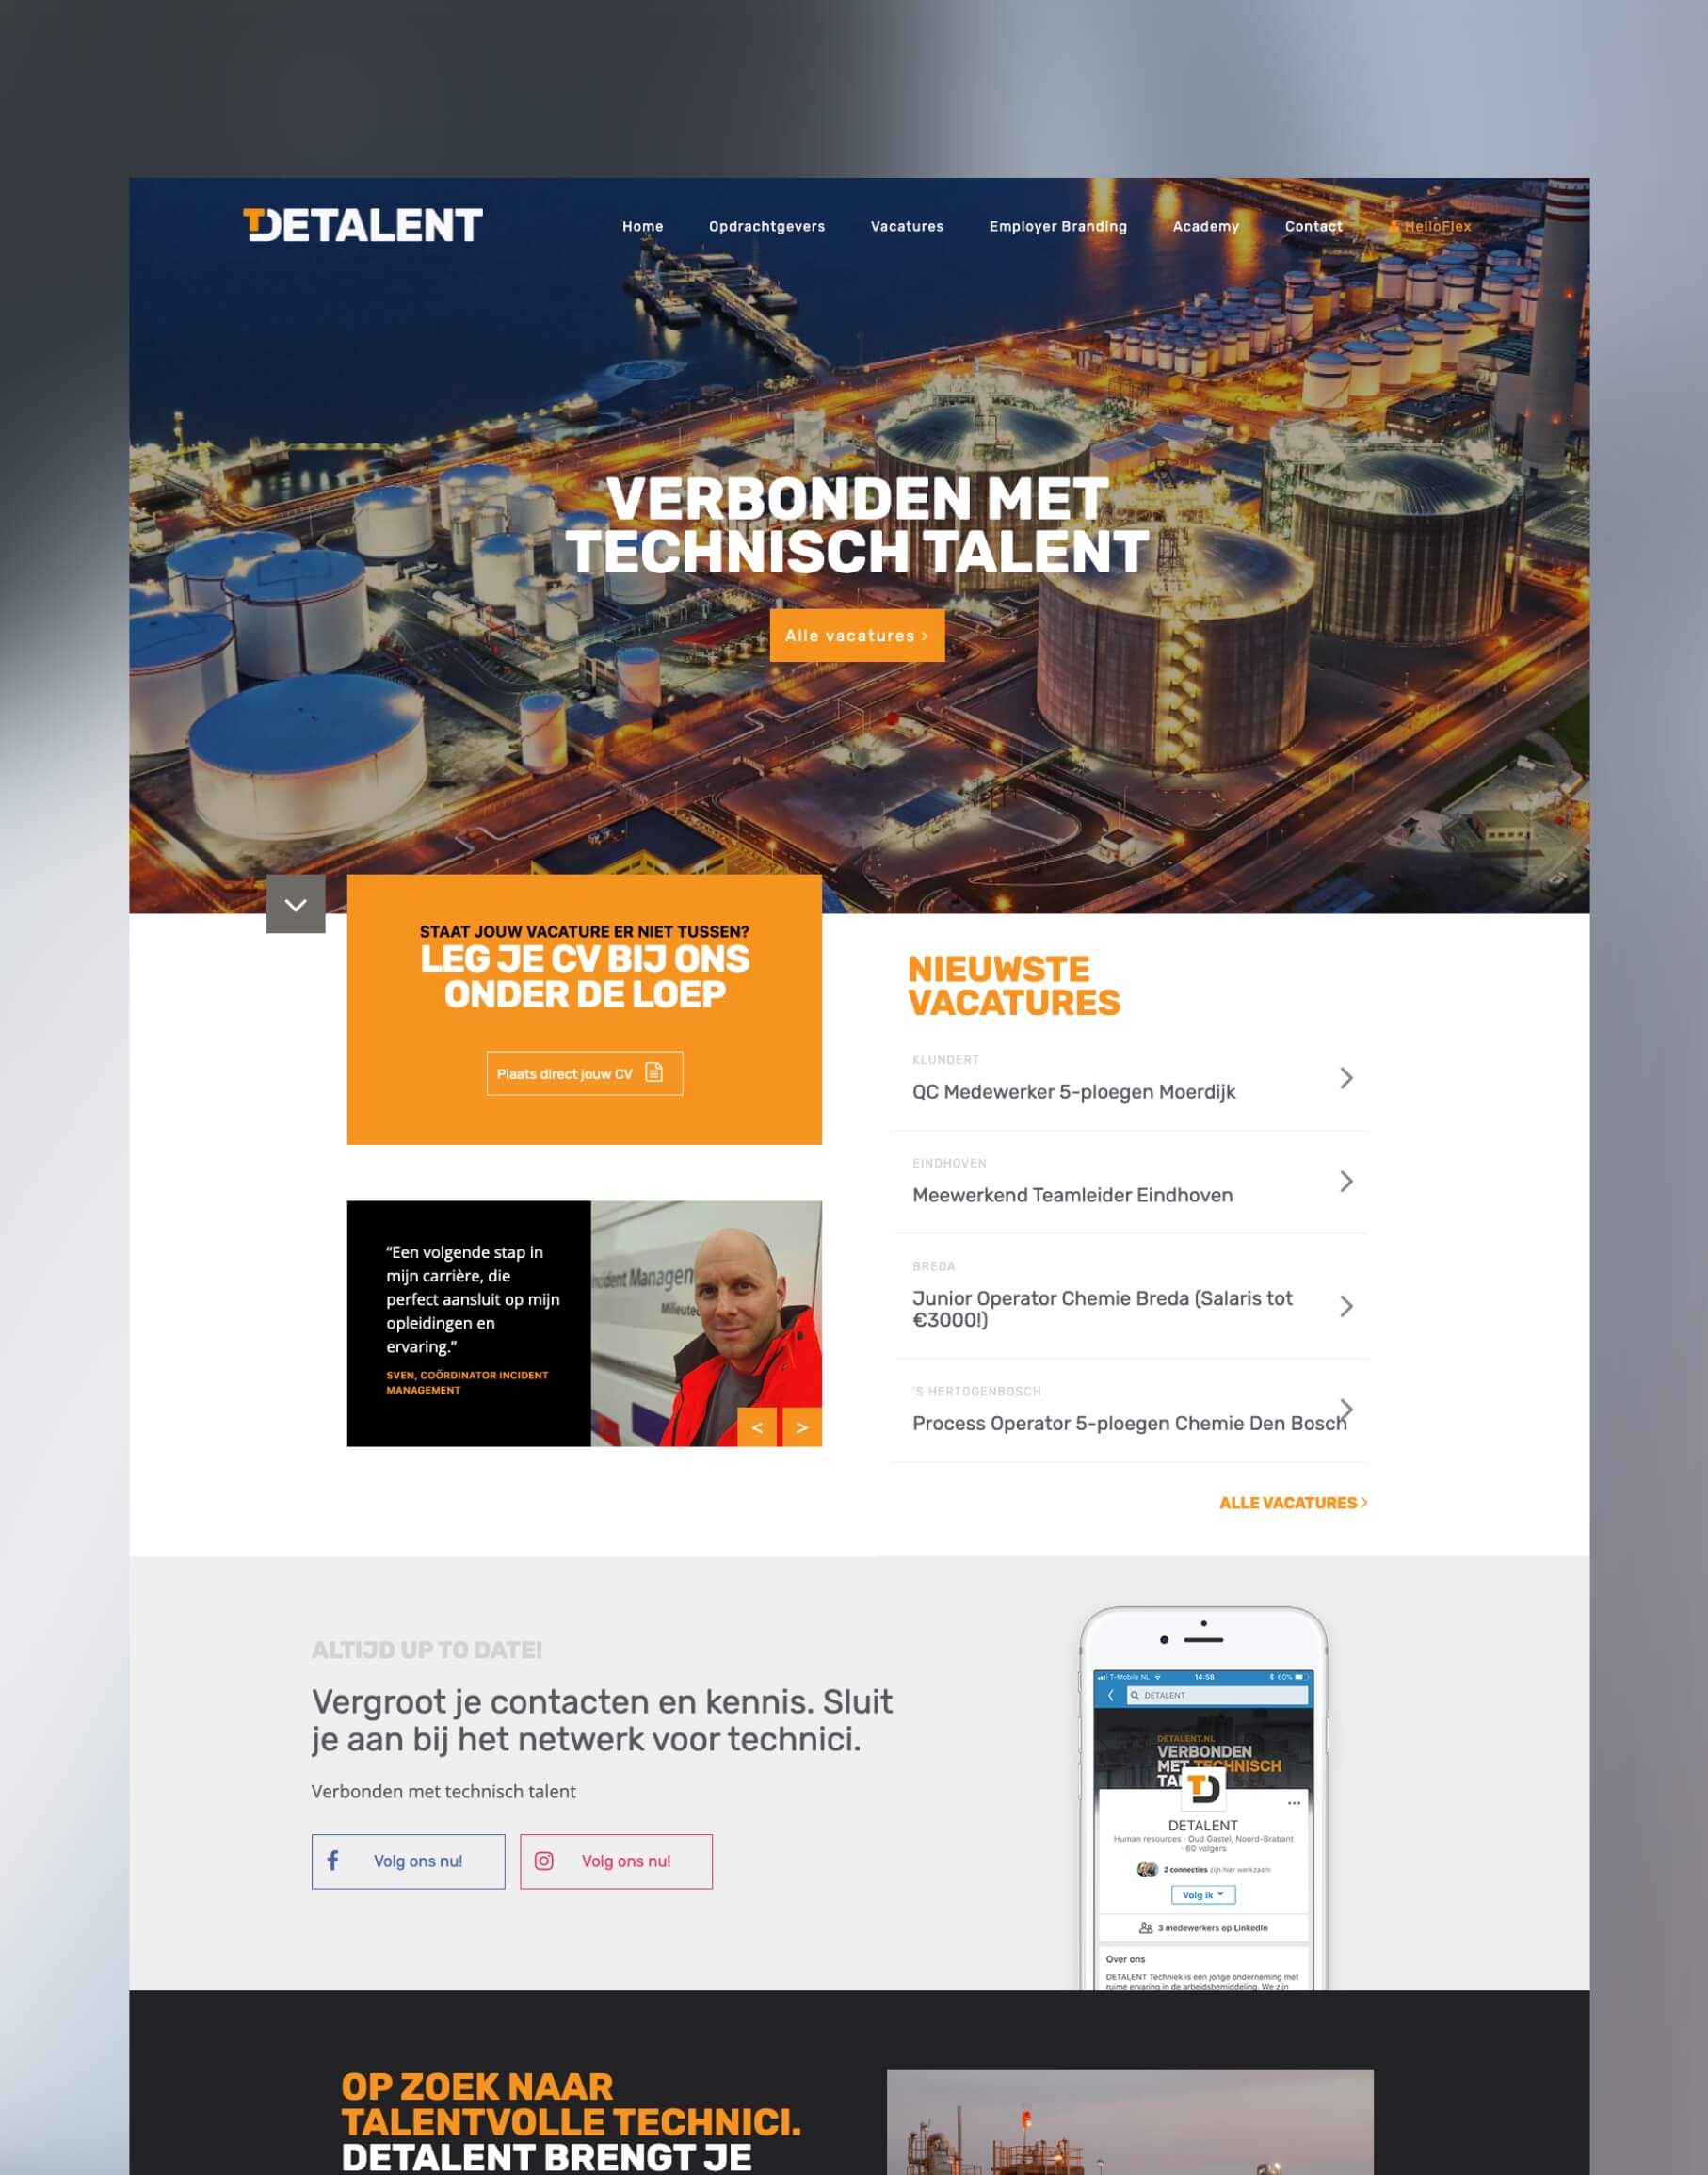 DETALENT
Home Opdrachtgevers Vacatures Employer Branding Academy Contact HelloFlex
VERBONDEN MET
TECHNISCH TALENT
Alle vacatures >
STAAT JOUW VACATURE ER NIET TUSSEN?
LEG JE CV BIJ ONS
ONDER DE LOEP
Plaats direct jouw CV
“Een volgende stap in
mijn carrière, die
perfect aansluit op mijn
opleidingen en
ervaring.”
SVEN, COÖRDINATOR INCIDENT
MANAGEMENT
< >
NIEUWSTE
VACATURES
KLUNDERT
QC Medewerker 5-ploegen Moerdijk
EINDHOVEN
Meewerkend Teamleider Eindhoven
BREDA
Junior Operator Chemie Breda (Salaris tot
€3000!)
'S HERTOGENBOSCH
Process Operator 5-ploegen Chemie Den Bosch
ALLE VACATURES >
ALTIJD UP TO DATE!
Vergroot je contacten en kennis. Sluit
je aan bij het netwerk voor technici.
Verbonden met technisch talent
Volg ons nu!
Volg ons nu!
T-Mobile NL 14:58 60%
DETALENT
DETALENT.NL
VERBONDEN
MET TECHNISCH
TD
DETALENT
Human resources · Oud Gastel, Noord-Brabant
· 60 volgers
2 connecties zijn hier werkzaam
Volg ik
3 medewerkers op LinkedIn
Over ons
DETALENT Techniek is een jonge onderneming met
ruime ervaring in de arbeidsbemiddeling. We zijn
OP ZOEK NAAR
TALENTVOLLE TECHNICI.
DETALENT BRENGT JE